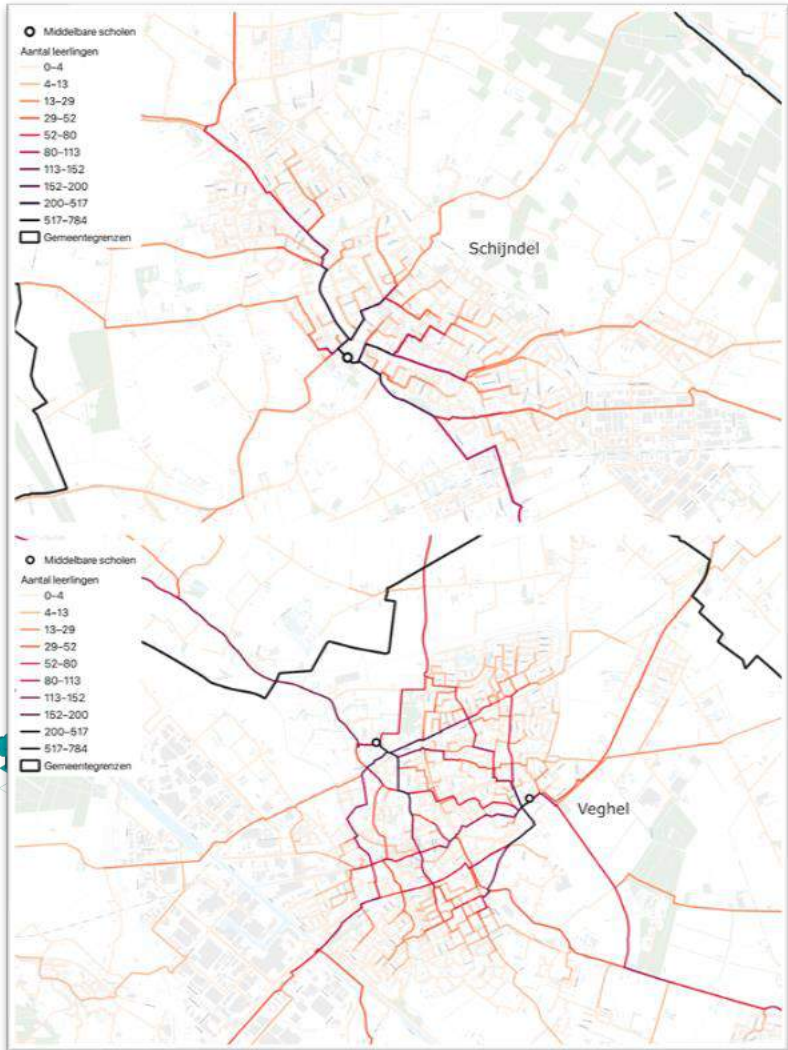 Middelbare scholen
Aantal leerlingen
0–4
4–13
13–29
29–52
52–80
80–113
113–152
152–200
200–517
517–784
Gemeentegrenzen
Schijndel
Middelbare scholen
Aantal leerlingen
0–4
4–13
13–29
29–52
52–80
80–113
113–152
152–200
200–517
517–784
Gemeentegrenzen
Veghel